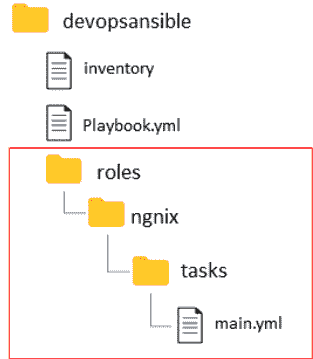 devopsansible
inventory
Playbook.yml
roles
ngnix
tasks
main.yml